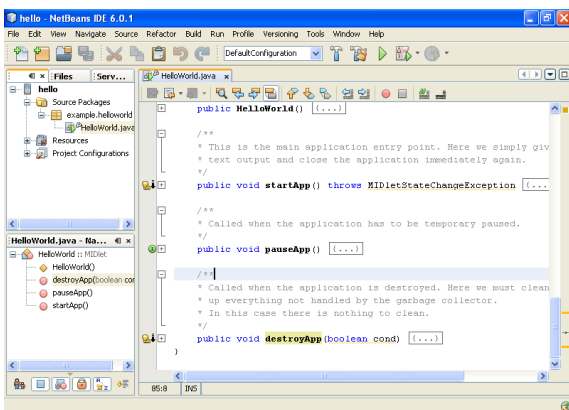 hello - NetBeans IDE 6.0.1
File Edit View Navigate Source Refactor Build Run Profile Versioning Tools Window Help
DefaultConfiguration
Files Serv... HelloWorld.java x
hello
Source Packages
example.helloworld
HelloWorld.java
Resources
Project Configurations
public HelloWorld() {...}
/**
* This is the main application entry point. Here we simply giv
* text output and close the application immediately again.
*/
public void startApp() throws MIDletStateChangeException {...
/**
* Called when the application has to be temporary paused.
*/
public void pauseApp() {...}
/**
* Called when the application is destroyed. Here we must clean
* up everything not handled by the garbage collector.
* In this case there is nothing to clean.
*/
public void destroyApp(boolean cond) {...}
}
HelloWorld.java - Na...
HelloWorld :: MIDlet
HelloWorld()
destroyApp(boolean cor
pauseApp()
startApp()
85:8 INS